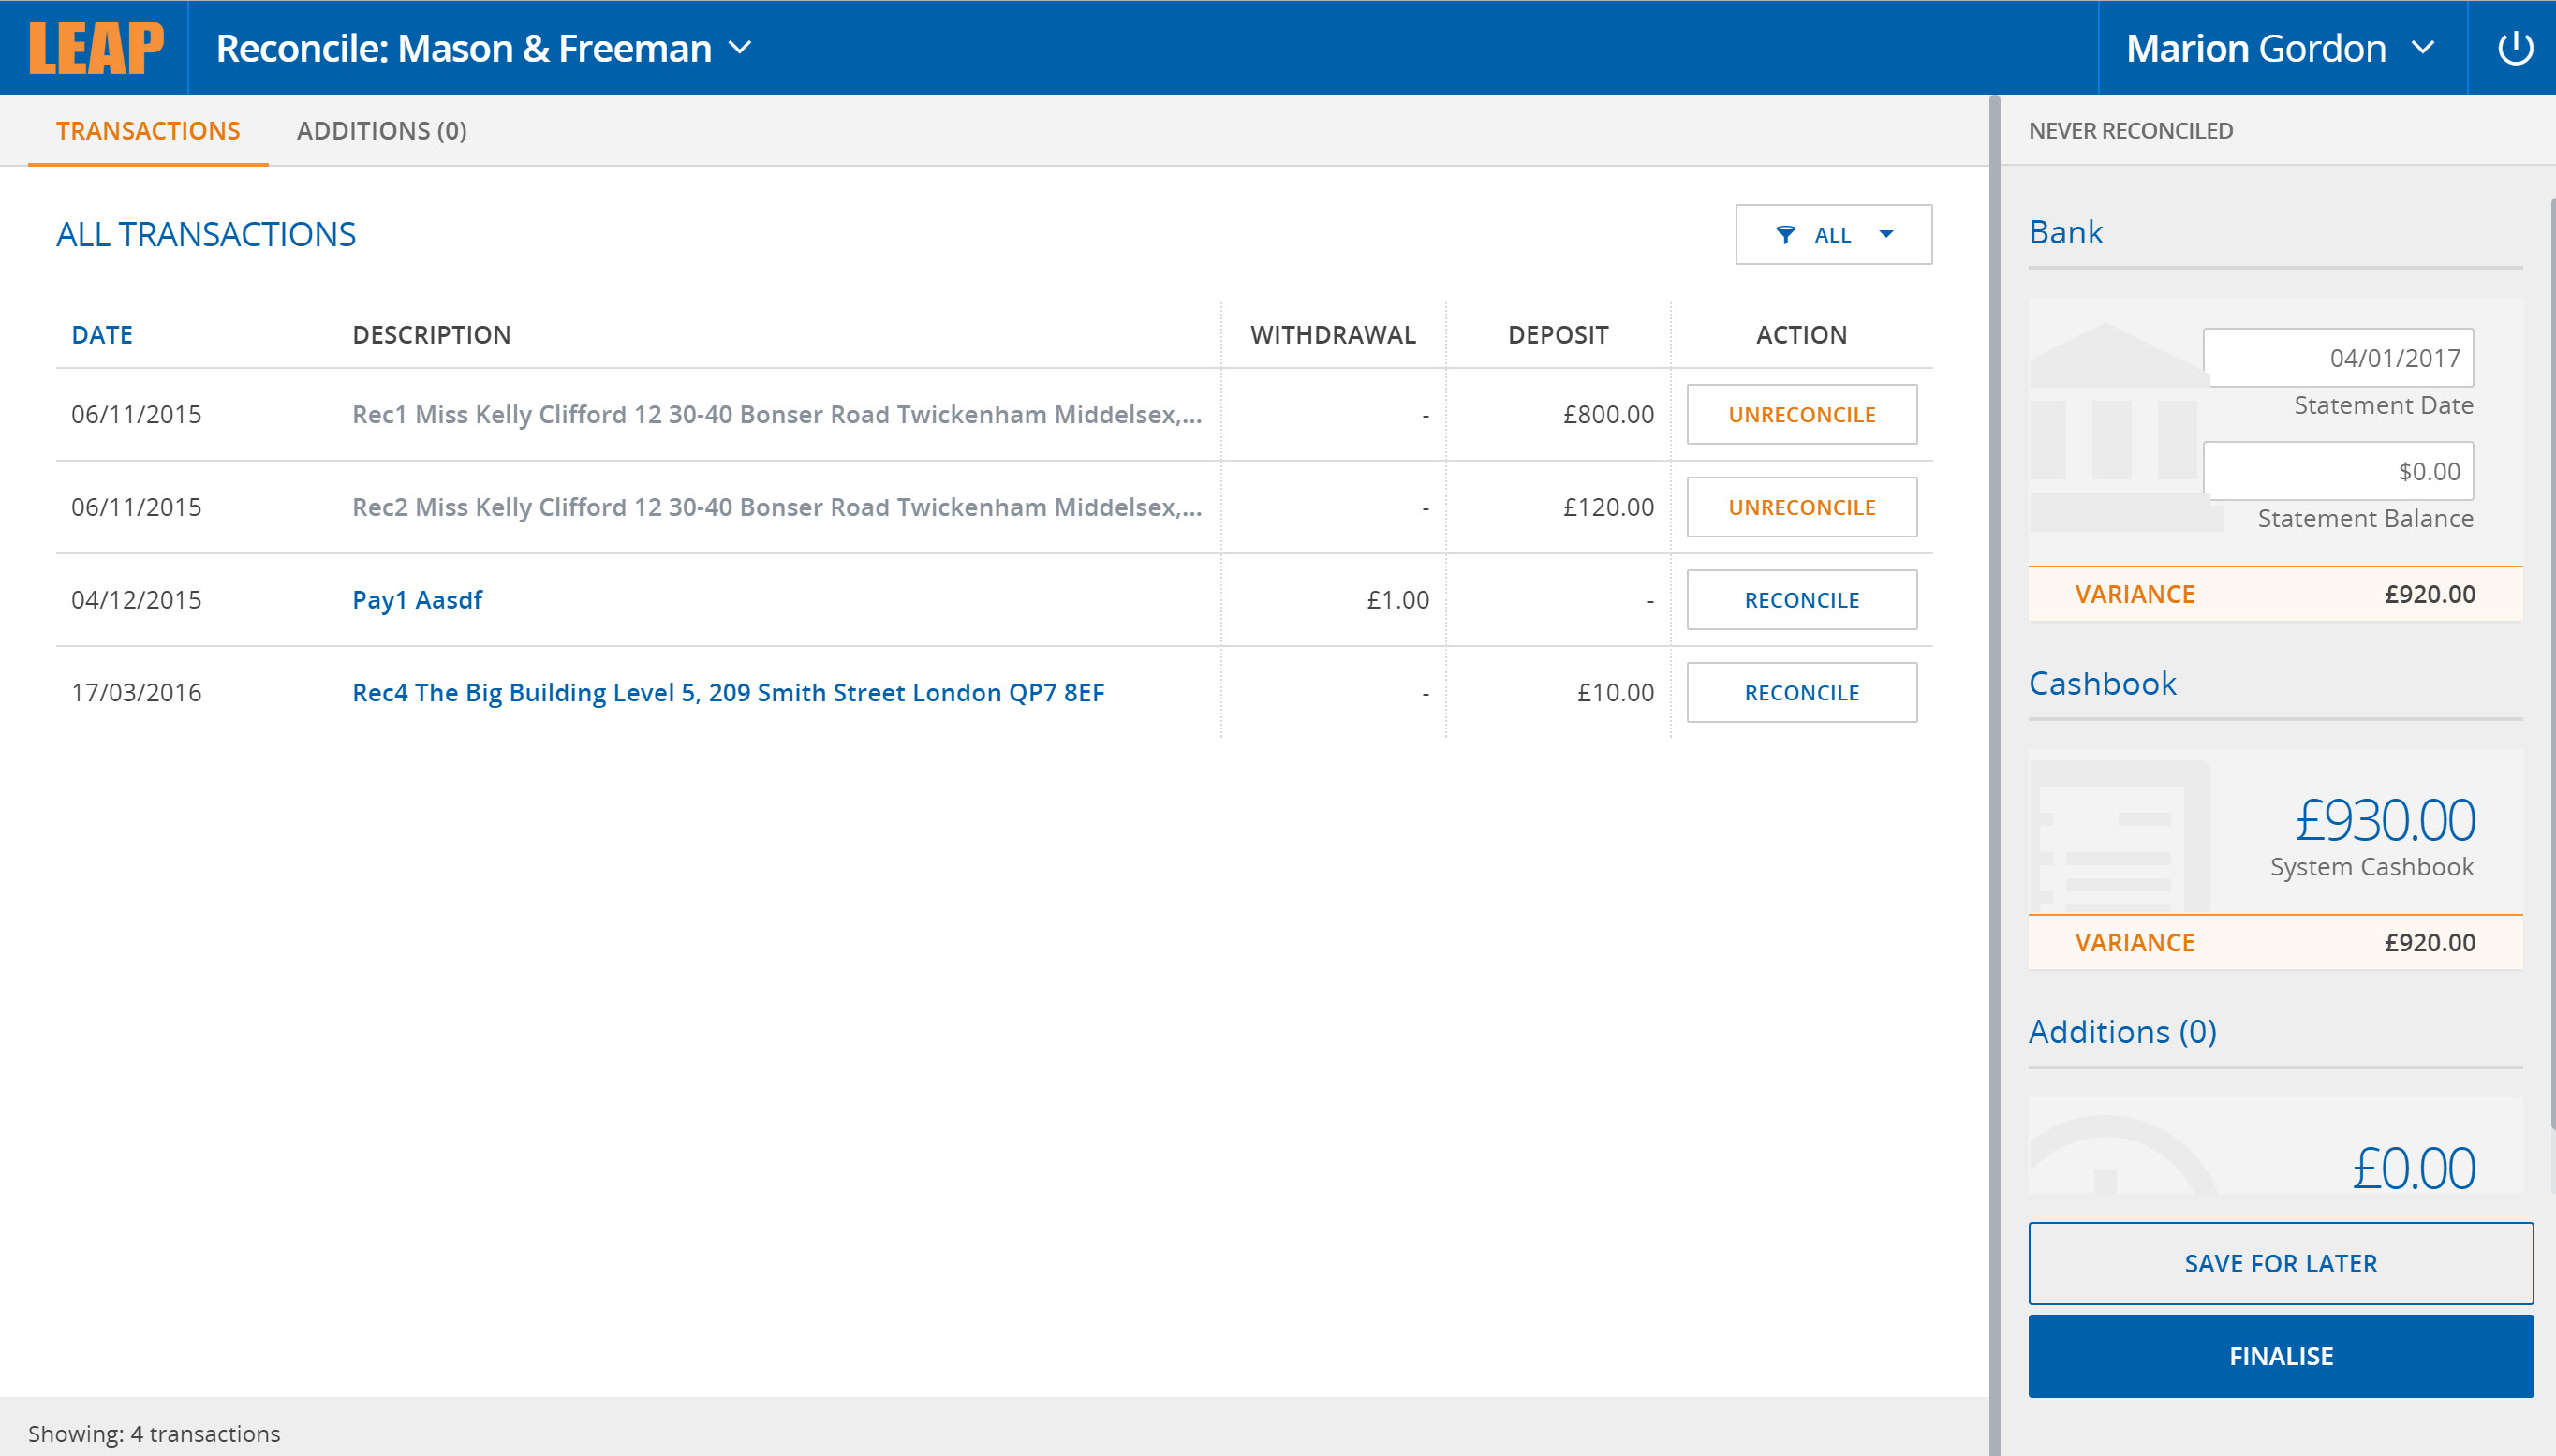 LEAP
Reconcile: Mason & Freeman
Marion Gordon
TRANSACTIONS
ADDITIONS (0)
NEVER RECONCILED
ALL TRANSACTIONS
ALL
DATE DESCRIPTION WITHDRAWAL DEPOSIT ACTION
06/11/2015 Rec1 Miss Kelly Clifford 12 30-40 Bonser Road Twickenham Middelsex,... - £800.00 UNRECONCILE
06/11/2015 Rec2 Miss Kelly Clifford 12 30-40 Bonser Road Twickenham Middelsex,... - £120.00 UNRECONCILE
04/12/2015 Pay1 Aasdf £1.00 - RECONCILE
17/03/2016 Rec4 The Big Building Level 5, 209 Smith Street London QP7 8EF - £10.00 RECONCILE
Showing: 4 transactions
Bank
04/01/2017
Statement Date
$0.00
Statement Balance
VARIANCE £920.00
Cashbook
£930.00
System Cashbook
VARIANCE £920.00
Additions (0)
£0.00
SAVE FOR LATER
FINALISE